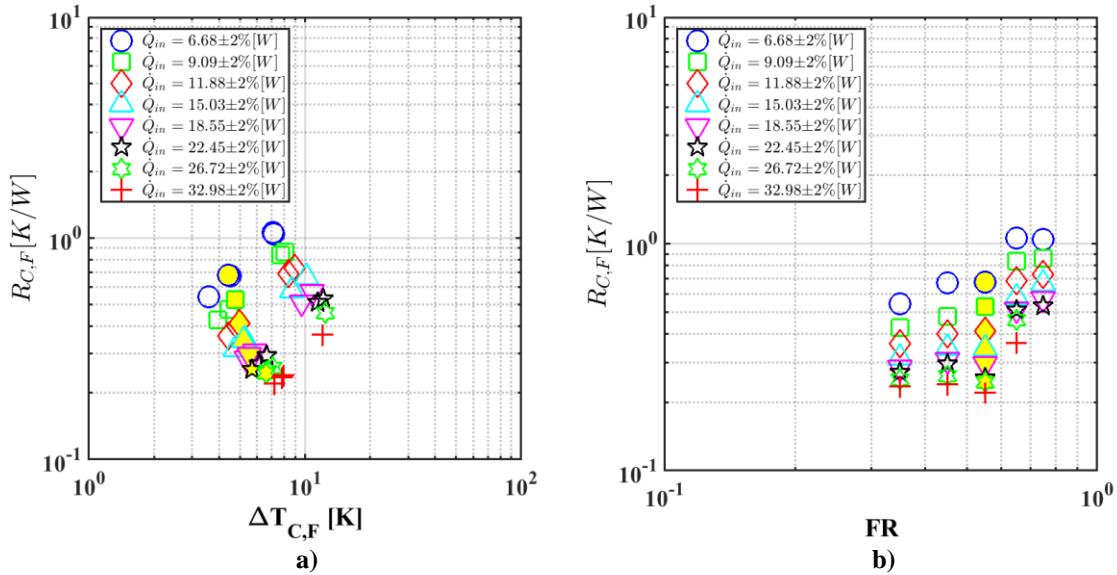 10^1
Q̇_in = 6.68±2%[W]
Q̇_in = 9.09±2%[W]
Q̇_in = 11.88±2%[W]
Q̇_in = 15.03±2%[W]
Q̇_in = 18.55±2%[W]
Q̇_in = 22.45±2%[W]
Q̇_in = 26.72±2%[W]
Q̇_in = 32.98±2%[W]
R_C,F [K/W]
10^0
10^-1
10^0
10^1
10^2
ΔT_C,F [K]
a)
10^1
Q̇_in = 6.68±2%[W]
Q̇_in = 9.09±2%[W]
Q̇_in = 11.88±2%[W]
Q̇_in = 15.03±2%[W]
Q̇_in = 18.55±2%[W]
Q̇_in = 22.45±2%[W]
Q̇_in = 26.72±2%[W]
Q̇_in = 32.98±2%[W]
R_C,F [K/W]
10^0
10^-1
10^-1
10^0
FR
b)